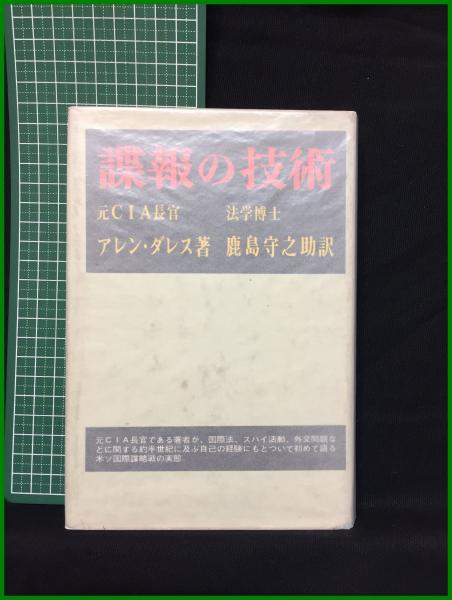 諜報の技術
元CIA長官 法学博士
アレン・ダレス著 鹿島守之助訳
元CIA長官である著者が、国際法、スパイ活動、外交問題な
どに関する約半世紀に及ぶ自己の経験にもとづいて初めて語る
米ソ国際諜略戦の実態